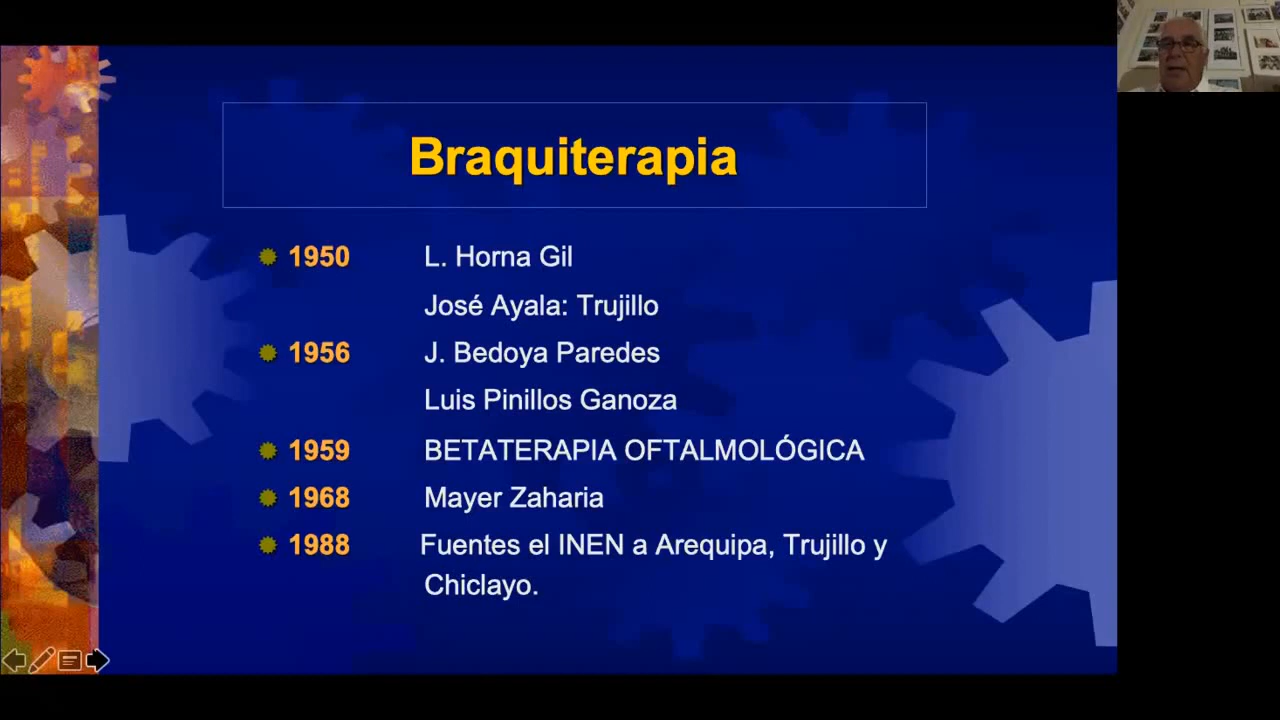 Braquiterapia
1950 L. Horna Gil
José Ayala: Trujillo
1956 J. Bedoya Paredes
Luis Pinillos Ganoza
1959 BETATERAPIA OFTALMOLÓGICA
1968 Mayer Zaharia
1988 Fuentes el INEN a Arequipa, Trujillo y
Chiclayo.